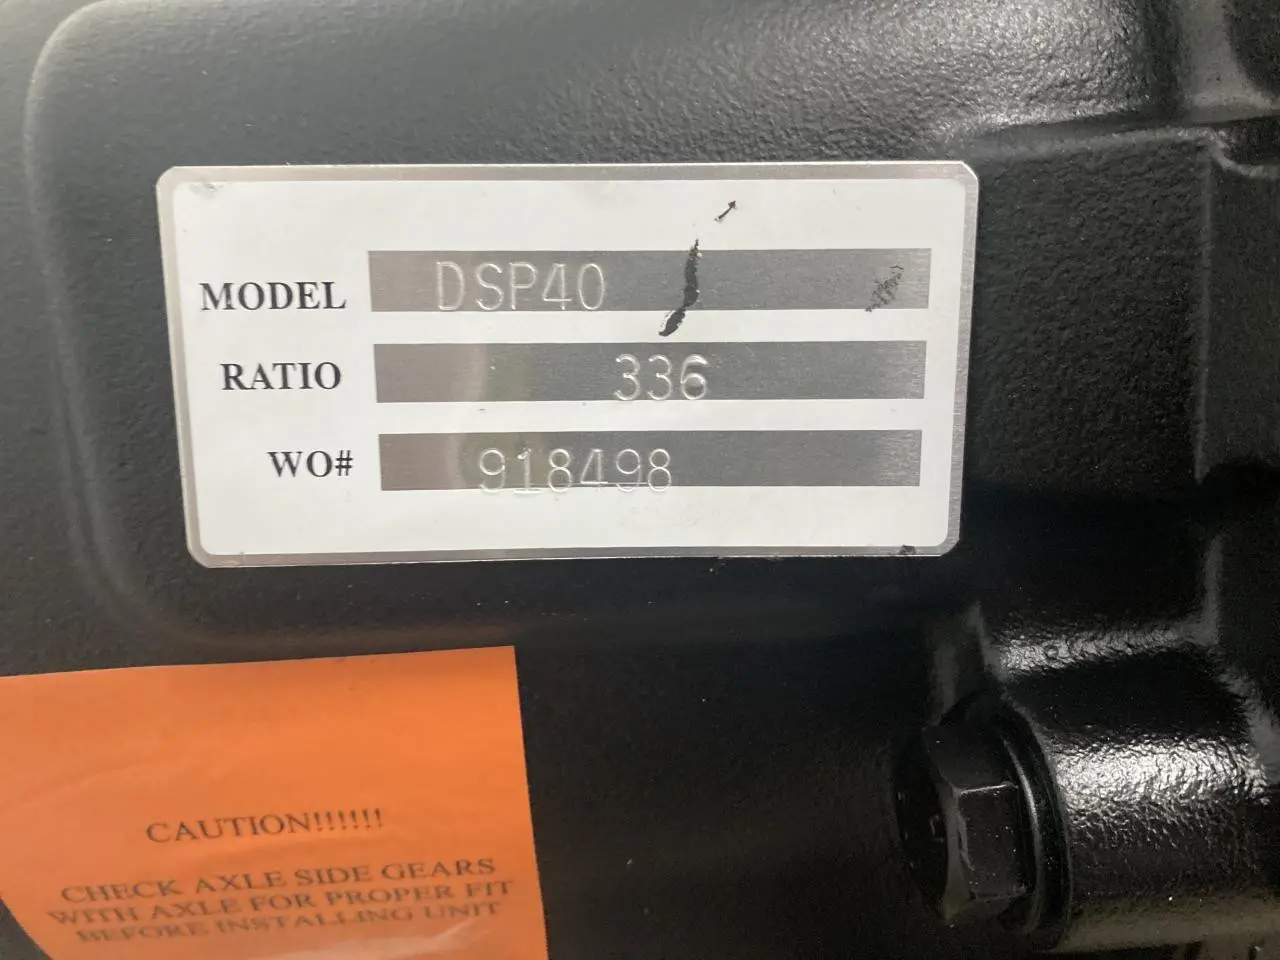 MODEL DSP40
RATIO 336
WO# 918498
CAUTION!!!!!!
CHECK AXLE SIDE GEARS
WITH AXLE FOR PROPER FIT
BEFORE INSTALLING UNIT